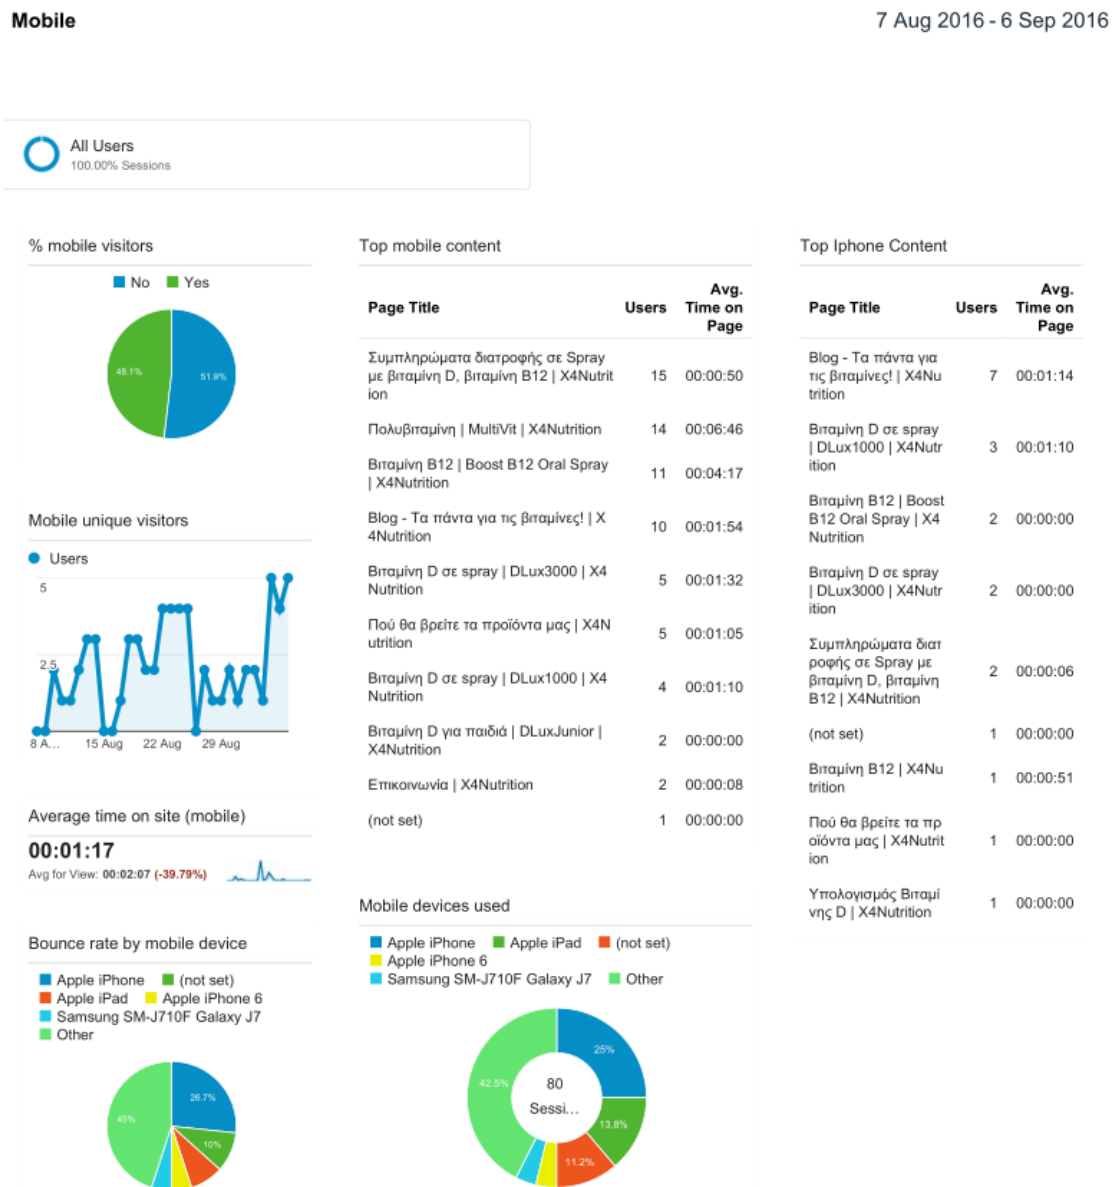 Mobile
7 Aug 2016 - 6 Sep 2016
All Users
100.00% Sessions
% mobile visitors
No Yes
48.1%
51.9%
Mobile unique visitors
Users
5
2.5
8 A... 15 Aug 22 Aug 29 Aug
Average time on site (mobile)
00:01:17
Avg for View: 00:02:07 (-39.79%)
Bounce rate by mobile device
Apple iPhone (not set)
Apple iPad Apple iPhone 6
Samsung SM-J710F Galaxy J7
Other
26.7%
45%
10%
Top mobile content
Page Title Users Avg.
Time on
Page
Συμπληρώματα διατροφής σε Spray
με βιταμίνη D, βιταμίνη B12 | X4Nutrit 15 00:00:50
ion
Πολυβιταμίνη | MultiVit | X4Nutrition 14 00:06:46
Βιταμίνη B12 | Boost B12 Oral Spray
| X4Nutrition 11 00:04:17
Blog - Τα πάντα για τις βιταμίνες! | X
4Nutrition 10 00:01:54
Βιταμίνη D σε spray | DLux3000 | X4
Nutrition 5 00:01:32
Πού θα βρείτε τα προϊόντα μας | X4N
utrition 5 00:01:05
Βιταμίνη D σε spray | DLux1000 | X4
Nutrition 4 00:01:10
Βιταμίνη D για παιδιά | DLuxJunior |
X4Nutrition 2 00:00:00
Επικοινωνία | X4Nutrition 2 00:00:08
(not set) 1 00:00:00
Mobile devices used
Apple iPhone Apple iPad (not set)
Apple iPhone 6
Samsung SM-J710F Galaxy J7 Other
25%
42.5%
80
Sessi...
13.8%
11.2%
Top Iphone Content
Page Title Users Avg.
Time on
Page
Blog - Τα πάντα για
τις βιταμίνες! | X4Nu 7 00:01:14
trition
Βιταμίνη D σε spray
| DLux1000 | X4Nutr 3 00:01:10
ition
Βιταμίνη B12 | Boost
B12 Oral Spray | X4 2 00:00:00
Nutrition
Βιταμίνη D σε spray
| DLux3000 | X4Nutr 2 00:00:00
ition
Συμπληρώματα διατ
ροφής σε Spray με
βιταμίνη D, βιταμίνη 2 00:00:06
B12 | X4Nutrition
(not set) 1 00:00:00
Βιταμίνη B12 | X4Nu
trition 1 00:00:51
Πού θα βρείτε τα πρ
οϊόντα μας | X4Nutrit 1 00:00:00
ion
Υπολογισμός Βιταμί
νης D | X4Nutrition 1 00:00:00